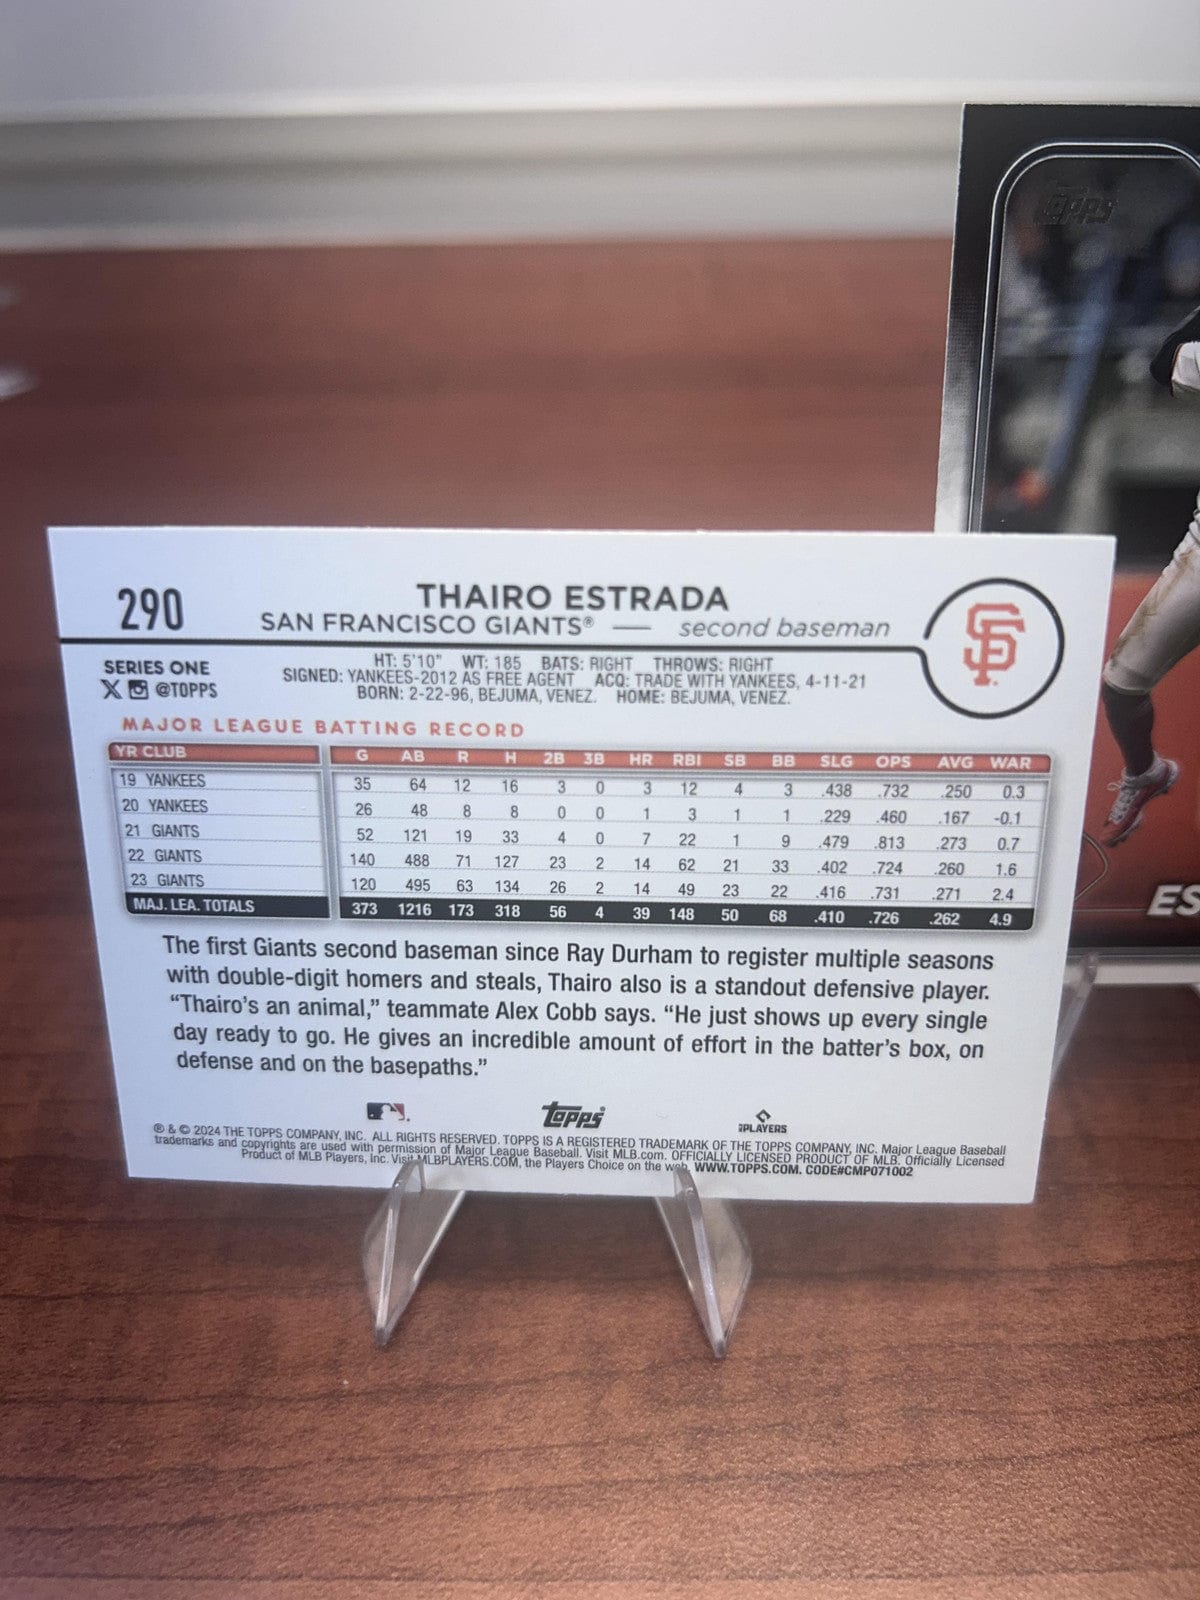 Topps
290
THAIRO ESTRADA
SAN FRANCISCO GIANTS® — second baseman
SF
SERIES ONE
X @TOPPS
HT: 5'10" WT: 185 BATS: RIGHT THROWS: RIGHT
SIGNED: YANKEES-2012 AS FREE AGENT ACQ: TRADE WITH YANKEES, 4-11-21
BORN: 2-22-96, BEJUMA, VENEZ. HOME: BEJUMA, VENEZ.
MAJOR LEAGUE BATTING RECORD
YR CLUB G AB R H 2B 3B HR RBI SB BB SLG OPS AVG WAR
19 YANKEES 35 64 12 16 3 0 3 12 4 3 .438 .732 .250 0.3
20 YANKEES 26 48 8 8 0 0 1 3 1 1 .229 .460 .167 -0.1
21 GIANTS 52 121 19 33 4 0 7 22 1 9 .479 .813 .273 0.7
22 GIANTS 140 488 71 127 23 2 14 62 21 33 .402 .724 .260 1.6
23 GIANTS 120 495 63 134 26 2 14 49 23 22 .416 .731 .271 2.4
MAJ. LEA. TOTALS 373 1216 173 318 56 4 39 148 50 68 .410 .726 .262 4.9
ES
The first Giants second baseman since Ray Durham to register multiple seasons
with double-digit homers and steals, Thairo also is a standout defensive player.
“Thairo's an animal,” teammate Alex Cobb says. “He just shows up every single
day ready to go. He gives an incredible amount of effort in the batter's box, on
defense and on the basepaths.”
Topps
PLAYERS
® & © 2024 THE TOPPS COMPANY, INC. ALL RIGHTS RESERVED. TOPPS IS A REGISTERED TRADEMARK OF THE TOPPS COMPANY, INC. Major League Baseball
trademarks and copyrights are used with permission of Major League Baseball. Visit MLB.com. OFFICIALLY LICENSED PRODUCT OF MLB. Officially Licensed
Product of MLB Players, Inc. Visit MLBPLAYERS.COM, the Players Choice on the web. WWW.TOPPS.COM. CODE#CMP071002